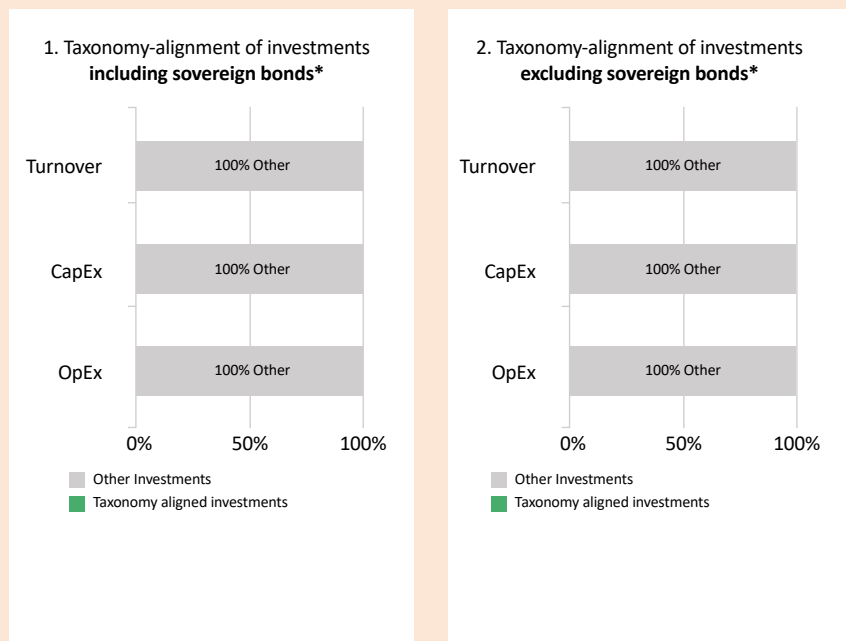 1. Taxonomy-alignment of investments
including sovereign bonds*
Turnover
100% Other
CapEx
100% Other
OpEx
100% Other
0%
50%
100%
Other Investments
Taxonomy aligned investments
2. Taxonomy-alignment of investments
excluding sovereign bonds*
Turnover
100% Other
CapEx
100% Other
OpEx
100% Other
0%
50%
100%
Other Investments
Taxonomy aligned investments